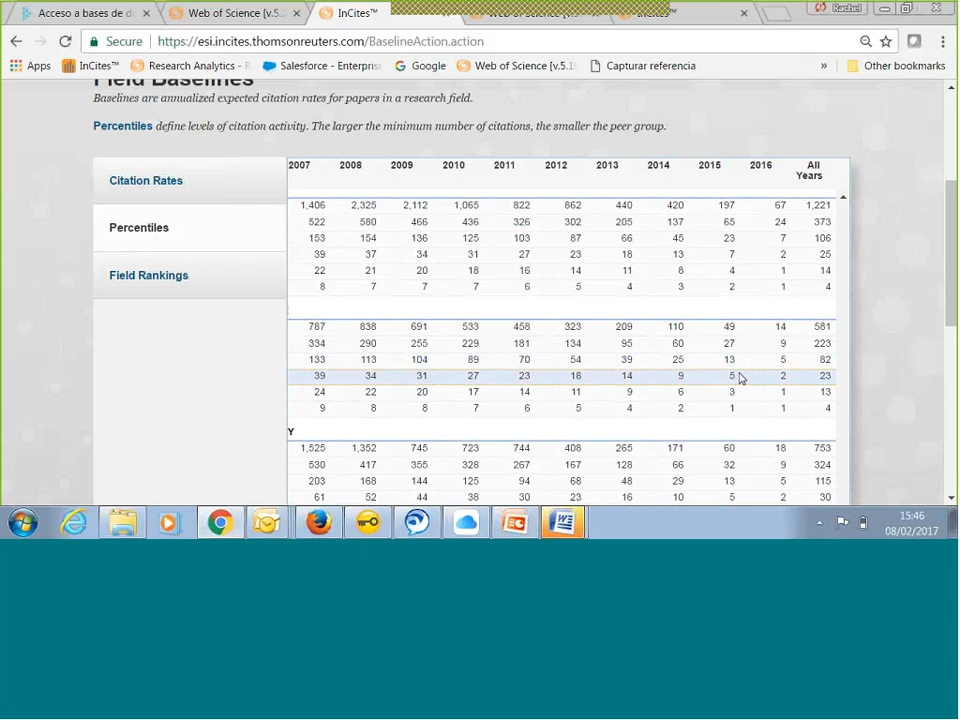 Acceso a bases de d
Web of Science [v.5.2
InCites™
Rachel
Secure
https://esi.incites.thomsonreuters.com/BaselineAction.action
Apps InCites™ Research Analytics - R Salesforce - Enterpris Google Web of Science [v.5.1 Capturar referencia » Other bookmarks
Field Baselines
Baselines are annualized expected citation rates for papers in a research field.
Percentiles define levels of citation activity. The larger the minimum number of citations, the smaller the peer group.
Citation Rates
Percentiles
Field Rankings
2007 2008 2009 2010 2011 2012 2013 2014 2015 2016 All
Years
1,406 2,325 2,112 1,065 822 862 440 420 197 67 1,221
522 580 466 436 326 302 205 137 65 24 373
153 154 136 125 103 87 66 45 23 7 106
39 37 34 31 27 23 18 13 7 2 25
22 21 20 18 16 14 11 8 4 1 14
8 7 7 7 6 5 4 3 2 1 4
787 838 691 533 458 323 209 110 49 14 581
334 290 255 229 181 134 95 60 27 9 223
133 113 104 89 70 54 39 25 13 5 82
39 34 31 27 23 18 14 9 5 2 23
24 22 20 17 14 11 9 6 3 1 13
9 8 8 7 6 5 4 2 1 1 4
Y
1,525 1,352 745 723 744 408 265 171 60 18 753
530 417 355 328 267 167 128 66 32 9 324
203 168 144 125 94 68 48 29 13 5 115
61 52 44 38 30 23 16 10 5 2 30
15:46
08/02/2017